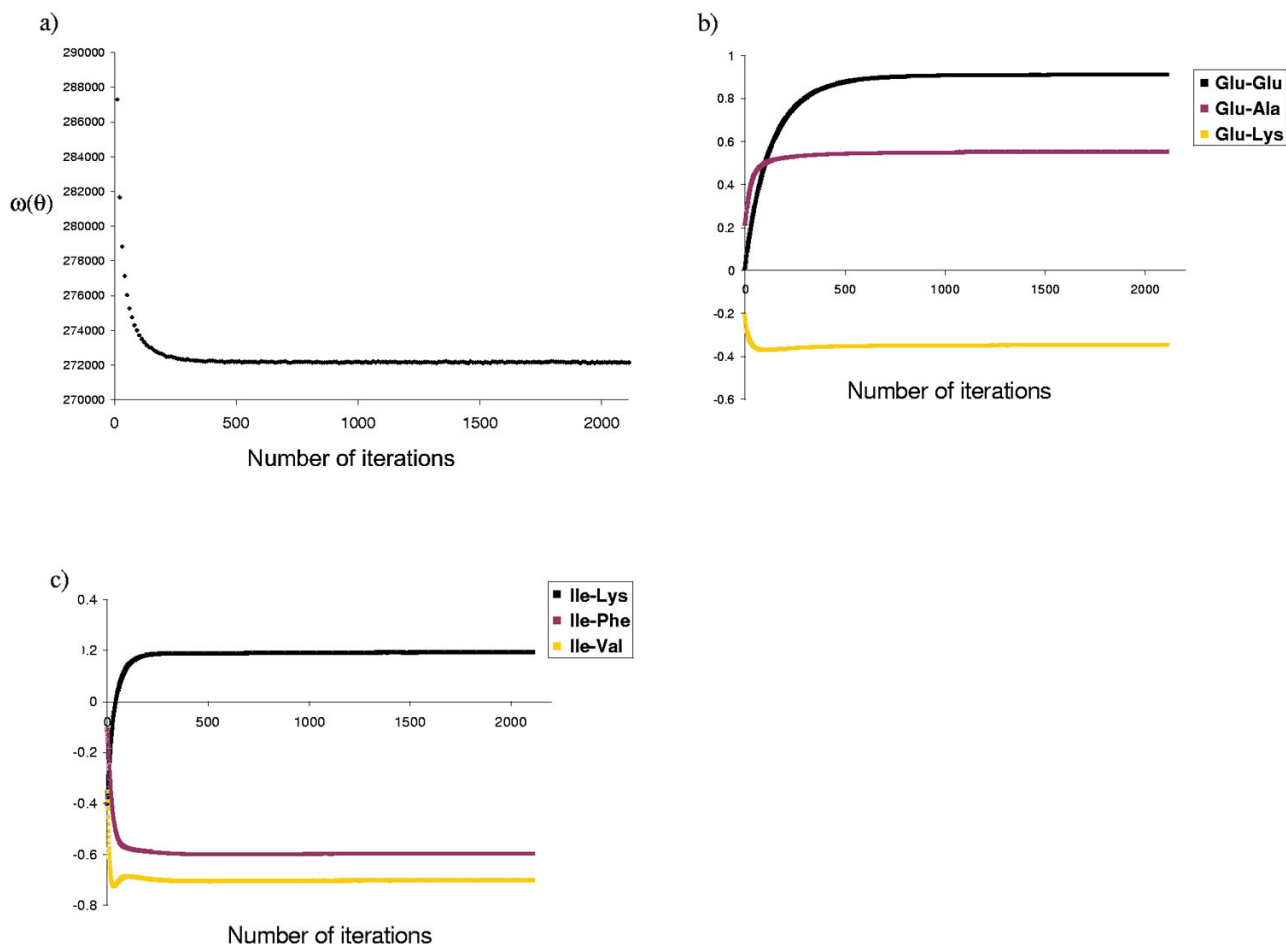 a)
290000
288000
286000
284000
282000
280000
278000
276000
274000
272000
270000
ω(θ)
0 500 1000 1500 2000
Number of iterations
b)
1
0.8
0.6
0.4
0.2
0
-0.2
-0.4
-0.6
0 500 1000 1500 2000
Number of iterations
Glu-Glu
Glu-Ala
Glu-Lys
c)
0.4
0.2
0
-0.2
-0.4
-0.6
-0.8
0 500 1000 1500 2000
Number of iterations
Ile-Lys
Ile-Phe
Ile-Val